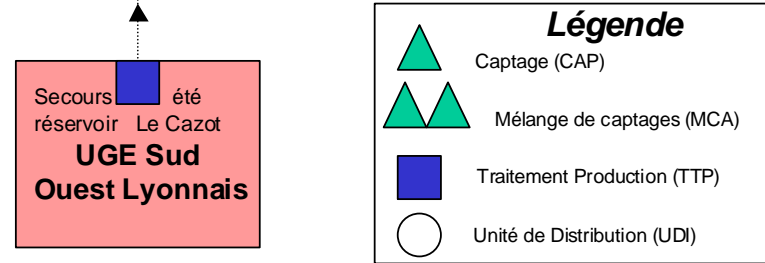 Secours été
réservoir Le Cazot
UGE Sud
Ouest Lyonnais
Légende
Captage (CAP)
Mélange de captages (MCA)
Traitement Production (TTP)
Unité de Distribution (UDI)